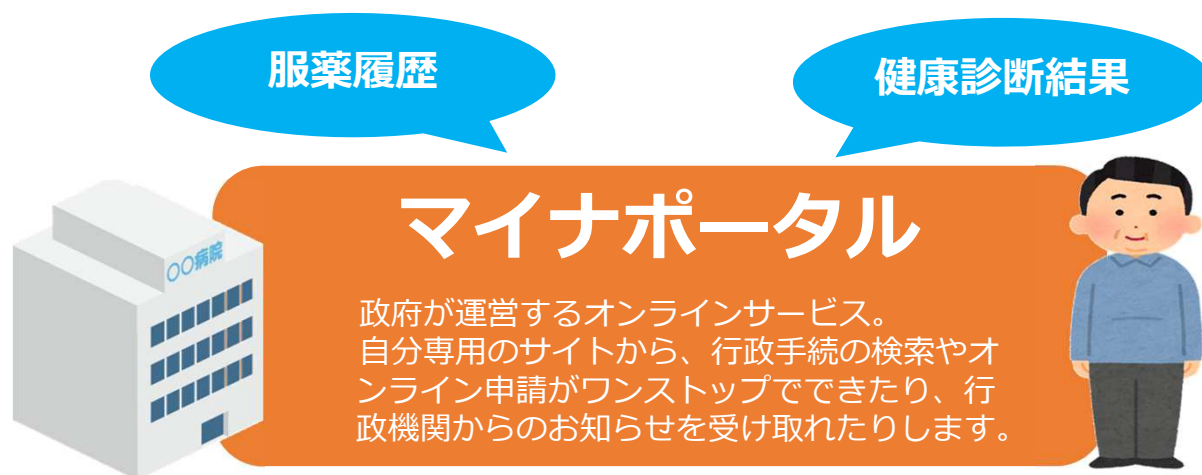 服薬履歴
健康診断結果
マイナポータル
〇〇病院
政府が運営するオンラインサービス。
自分専用のサイトから、行政手続の検索やオ
ンライン申請がワンストップでできたり、行
政機関からのお知らせを受け取れたりします。